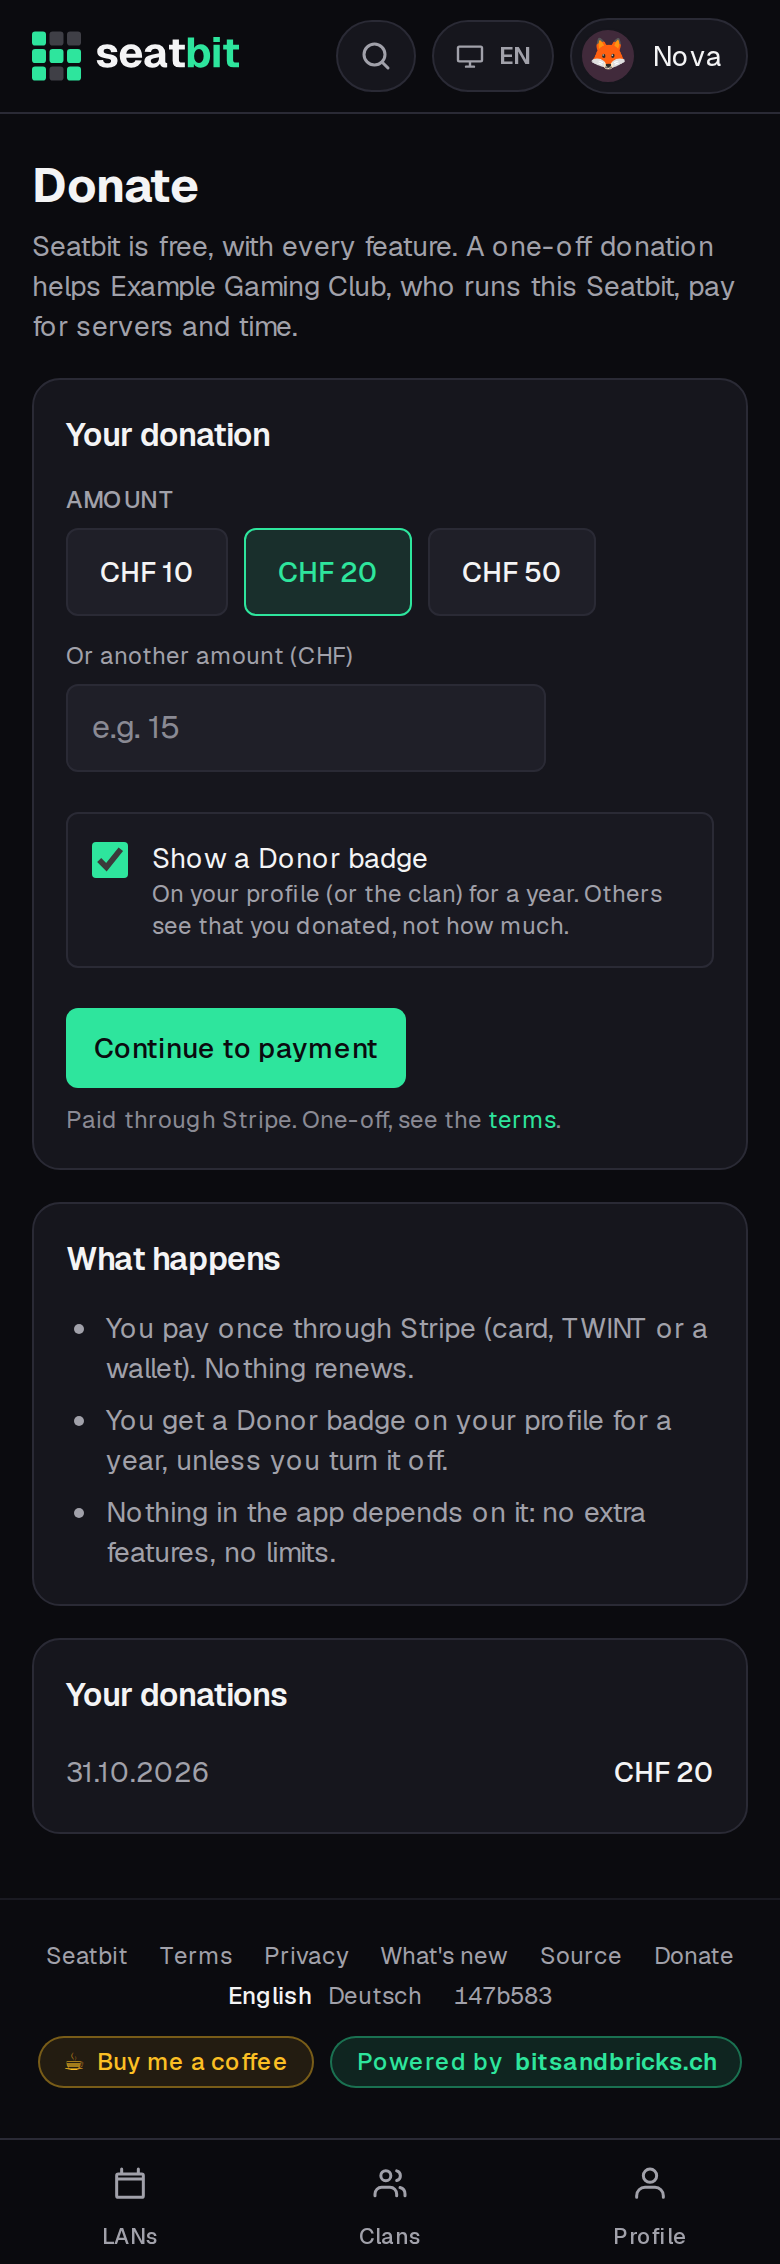 seatbit
EN
Nova
Donate
Seatbit is free, with every feature. A one-off donation
helps Example Gaming Club, who runs this Seatbit, pay
for servers and time.
Your donation
AMOUNT
CHF 10
CHF 20
CHF 50
Or another amount (CHF)
e.g. 15
Show a Donor badge
On your profile (or the clan) for a year. Others
see that you donated, not how much.
Continue to payment
Paid through Stripe. One-off, see the terms.
What happens
• You pay once through Stripe (card, TWINT or a
wallet). Nothing renews.
• You get a Donor badge on your profile for a
year, unless you turn it off.
• Nothing in the app depends on it: no extra
features, no limits.
Your donations
31.10.2026 CHF 20
Seatbit Terms Privacy What's new Source Donate
English Deutsch 147b583
Buy me a coffee Powered by bitsandbricks.ch
LANs Clans Profile